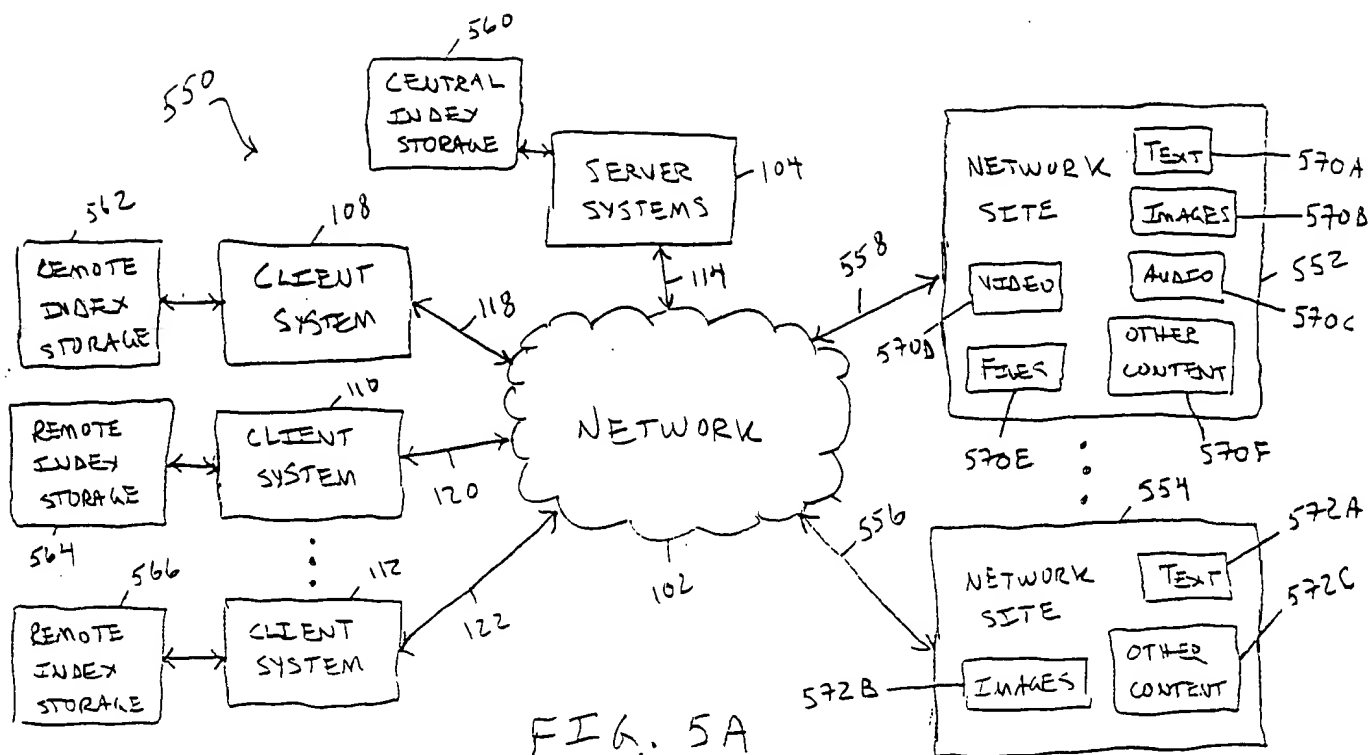 550
560
CENTRAL
INDEX
STORAGE
SERVER
SYSTEMS
104
114
562
REMOTE
INDEX
STORAGE
108
CLIENT
SYSTEM
118
REMOTE
INDEX
STORAGE
564
110
CLIENT
SYSTEM
120
566
REMOTE
INDEX
STORAGE
112
CLIENT
SYSTEM
122
NETWORK
102
558
556
NETWORK
SITE
TEXT
570A
IMAGES
570B
552
AUDIO
570C
VIDEO
570D
FILES
570E
OTHER
CONTENT
570F
554
NETWORK
SITE
TEXT
572A
572C
OTHER
CONTENT
572B
IMAGES
FIG. 5A